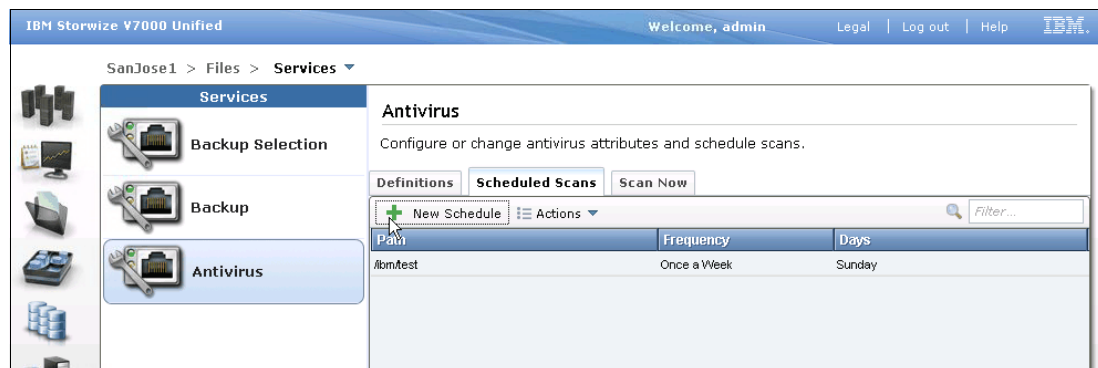 IBM Storwize V7000 Unified Welcome, admin Legal | Log out | Help IBM.
SanJose1 > Files > Services
Services
Backup Selection
Backup
Antivirus
Antivirus
Configure or change antivirus attributes and schedule scans.
Definitions Scheduled Scans Scan Now
New Schedule Actions Filter...
Path Frequency Days
/ibm/test Once a Week Sunday